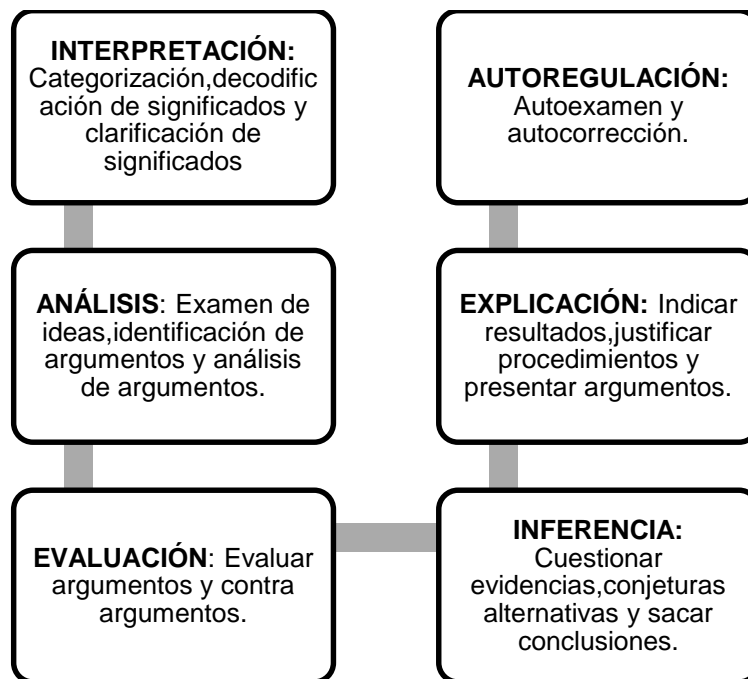 INTERPRETACIÓN:
Categorización,decodific
ación de significados y
clarificación de
significados
ANÁLISIS: Examen de
ideas,identificación de
argumentos y análisis
de argumentos.
EVALUACIÓN: Evaluar
argumentos y contra
argumentos.
INFERENCIA:
Cuestionar
evidencias,conjeturas
alternativas y sacar
conclusiones.
EXPLICACIÓN: Indicar
resultados,justificar
procedimientos y
presentar argumentos.
AUTOREGULACIÓN:
Autoexamen y
autocorrección.